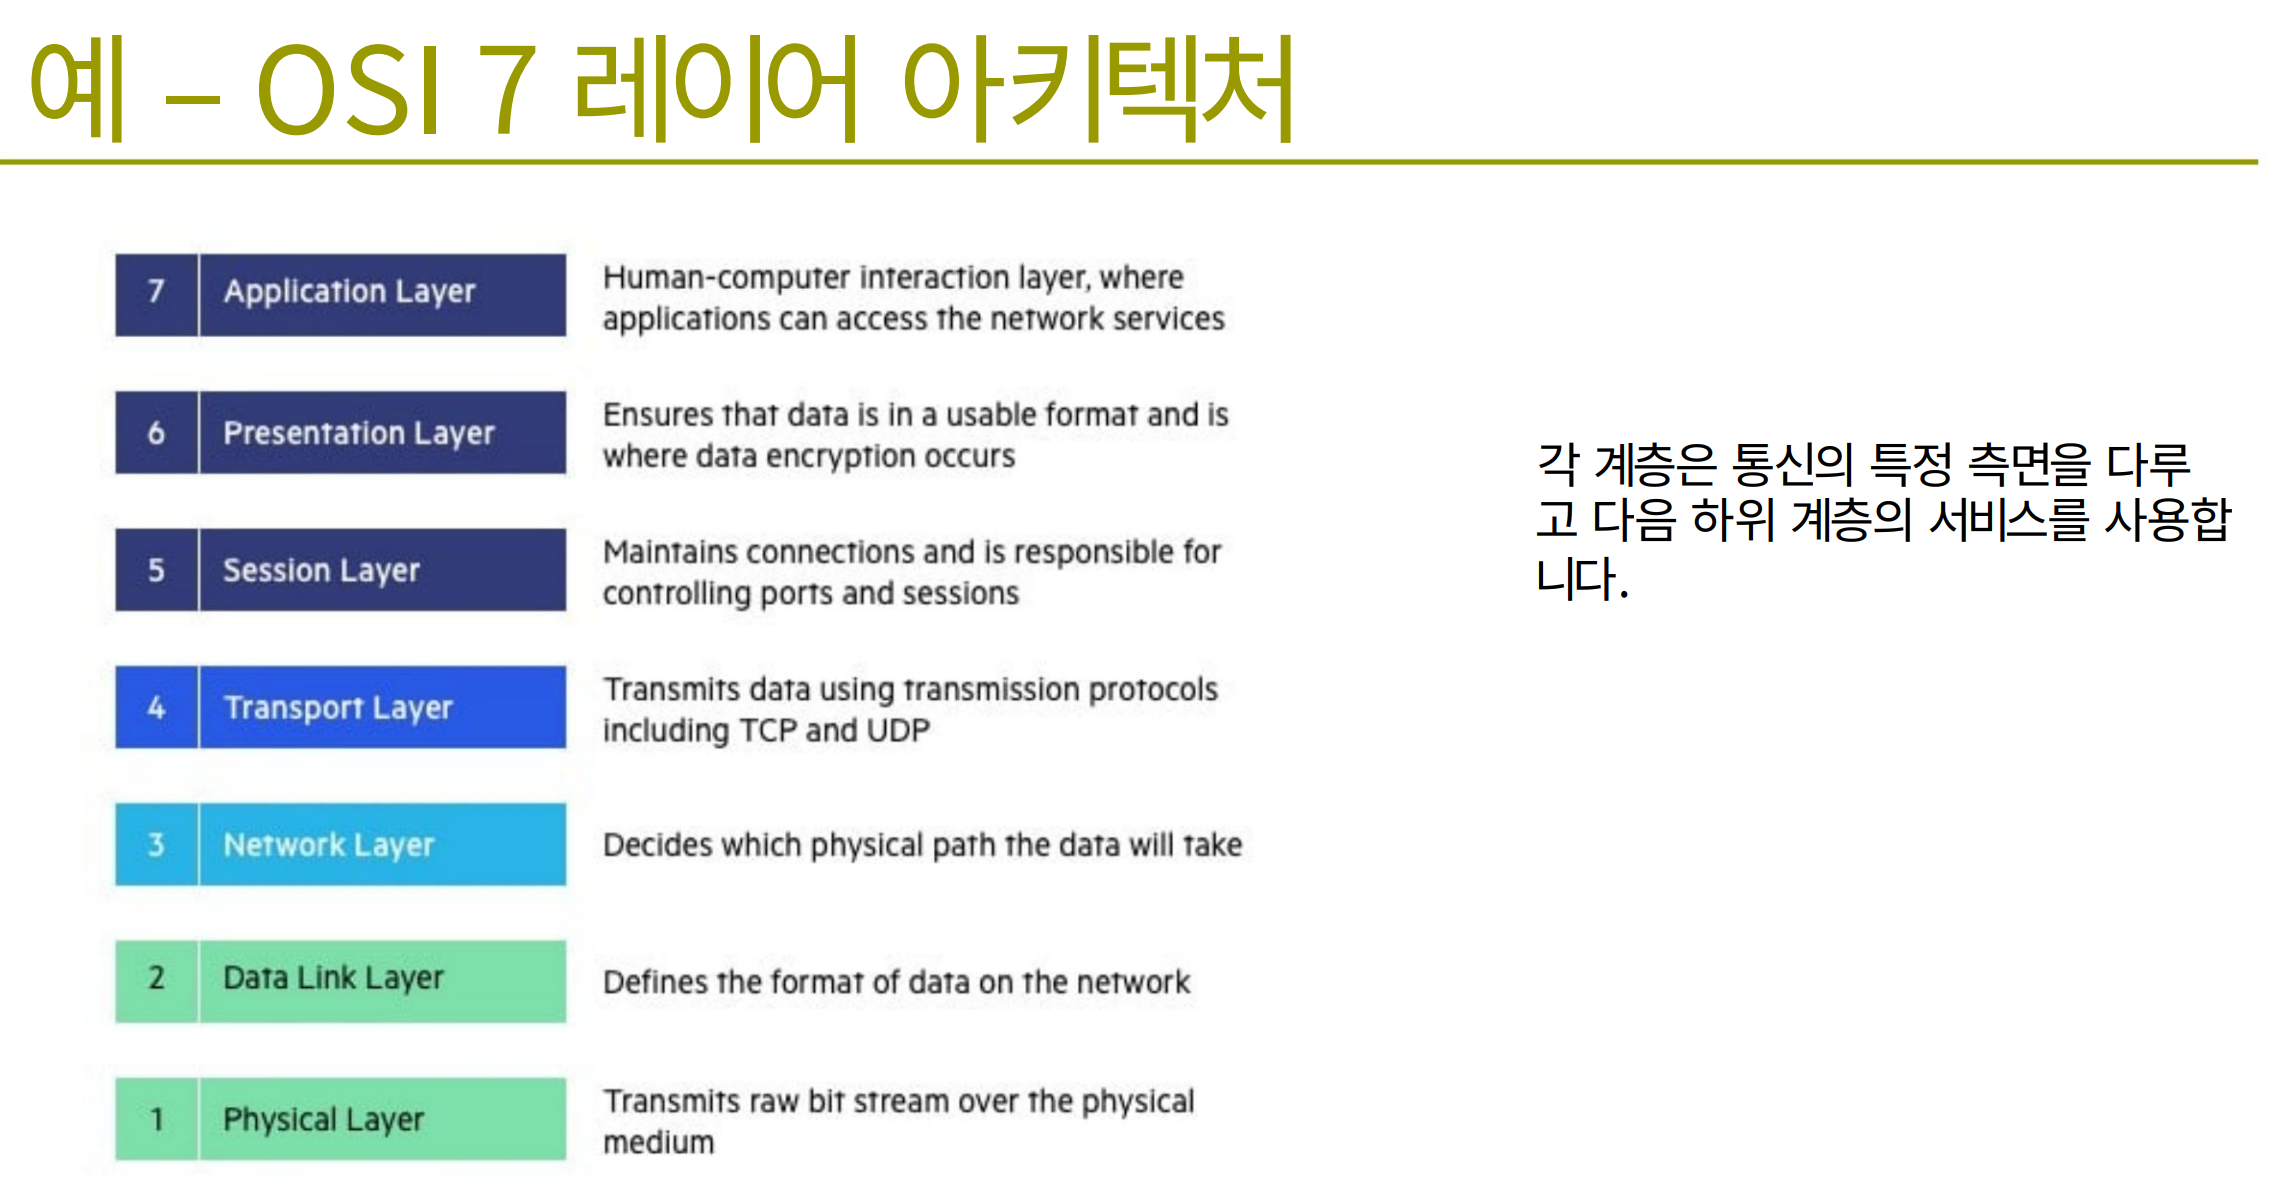 예 – OSI 7 레이어 아키텍처
7 Application Layer
Human-computer interaction layer, where
applications can access the network services
6 Presentation Layer
Ensures that data is in a usable format and is
where data encryption occurs
5 Session Layer
Maintains connections and is responsible for
controlling ports and sessions
4 Transport Layer
Transmits data using transmission protocols
including TCP and UDP
3 Network Layer
Decides which physical path the data will take
2 Data Link Layer
Defines the format of data on the network
1 Physical Layer
Transmits raw bit stream over the physical
medium
각 계층은 통신의 특정 측면을 다루
고 다음 하위 계층의 서비스를 사용합
니다.